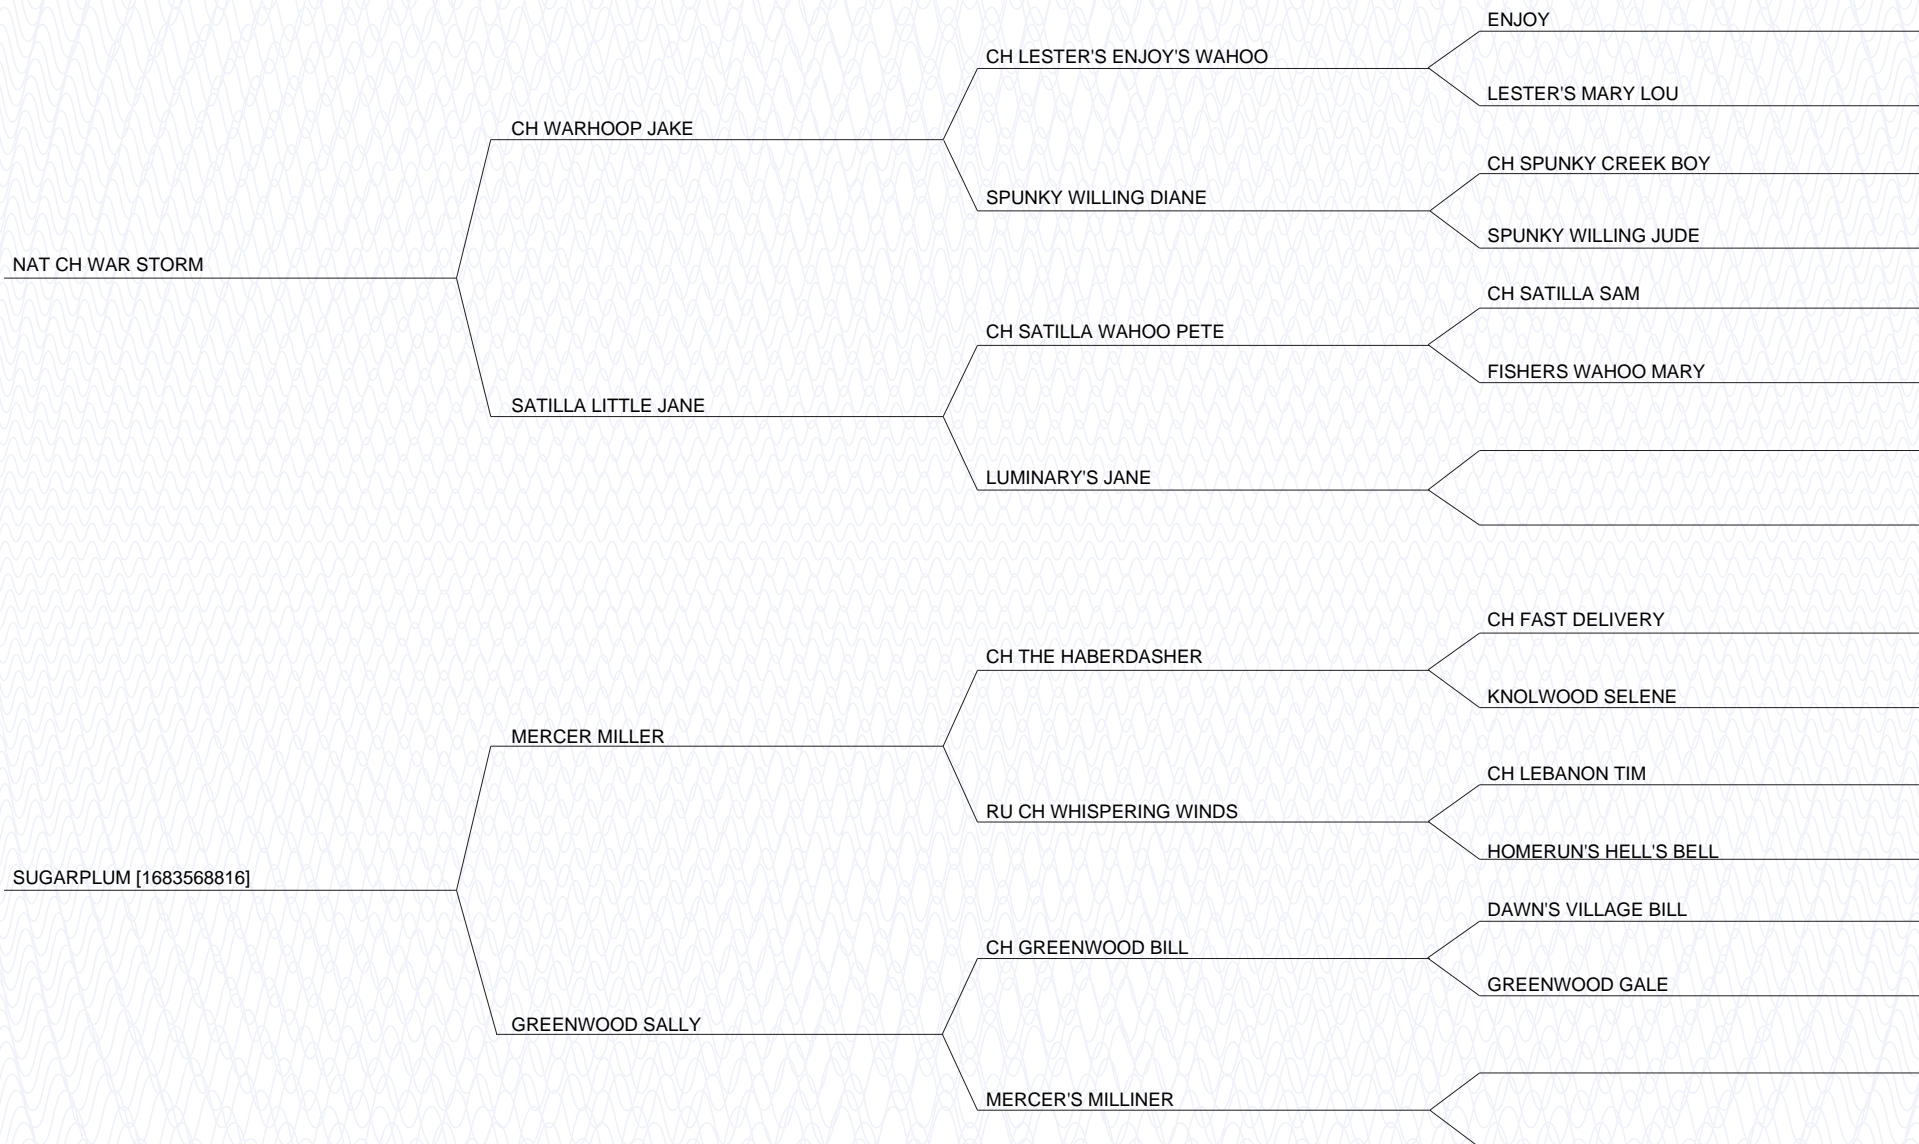 ENJOY
CH LESTER'S ENJOY'S WAHOO
LESTER'S MARY LOU
CH WARHOOP JAKE
CH SPUNKY CREEK BOY
SPUNKY WILLING DIANE
SPUNKY WILLING JUDE
NAT CH WAR STORM
CH SATILLA SAM
CH SATILLA WAHOO PETE
FISHERS WAHOO MARY
SATILLA LITTLE JANE
LUMINARY'S JANE
CH FAST DELIVERY
CH THE HABERDASHER
KNOLWOOD SELENE
MERCER MILLER
CH LEBANON TIM
RU CH WHISPERING WINDS
HOMERUN'S HELL'S BELL
SUGARPLUM [1683568816]
DAWN'S VILLAGE BILL
CH GREENWOOD BILL
GREENWOOD GALE
GREENWOOD SALLY
MERCER'S MILLINER